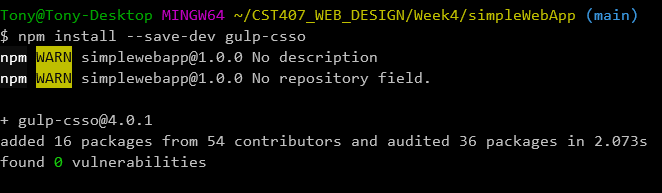 Tony@Tony-Desktop MINGW64 ~/CST407_WEB_DESIGN/Week4/simpleWebApp (main)
$ npm install --save-dev gulp-csso
npm WARN simplewebapp@1.0.0 No description
npm WARN simplewebapp@1.0.0 No repository field.
+ gulp-csso@4.0.1
added 16 packages from 54 contributors and audited 36 packages in 2.073s
found 0 vulnerabilities